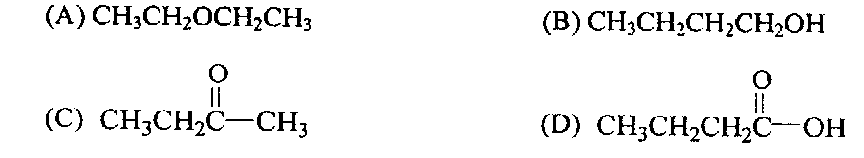 (A) CH₃CH₂OCH₂CH₃ (B) CH₃CH₂CH₂CH₂OH
O O
(C) CH₃CH₂C—CH₃ (D) CH₃CH₂CH₂C—OH